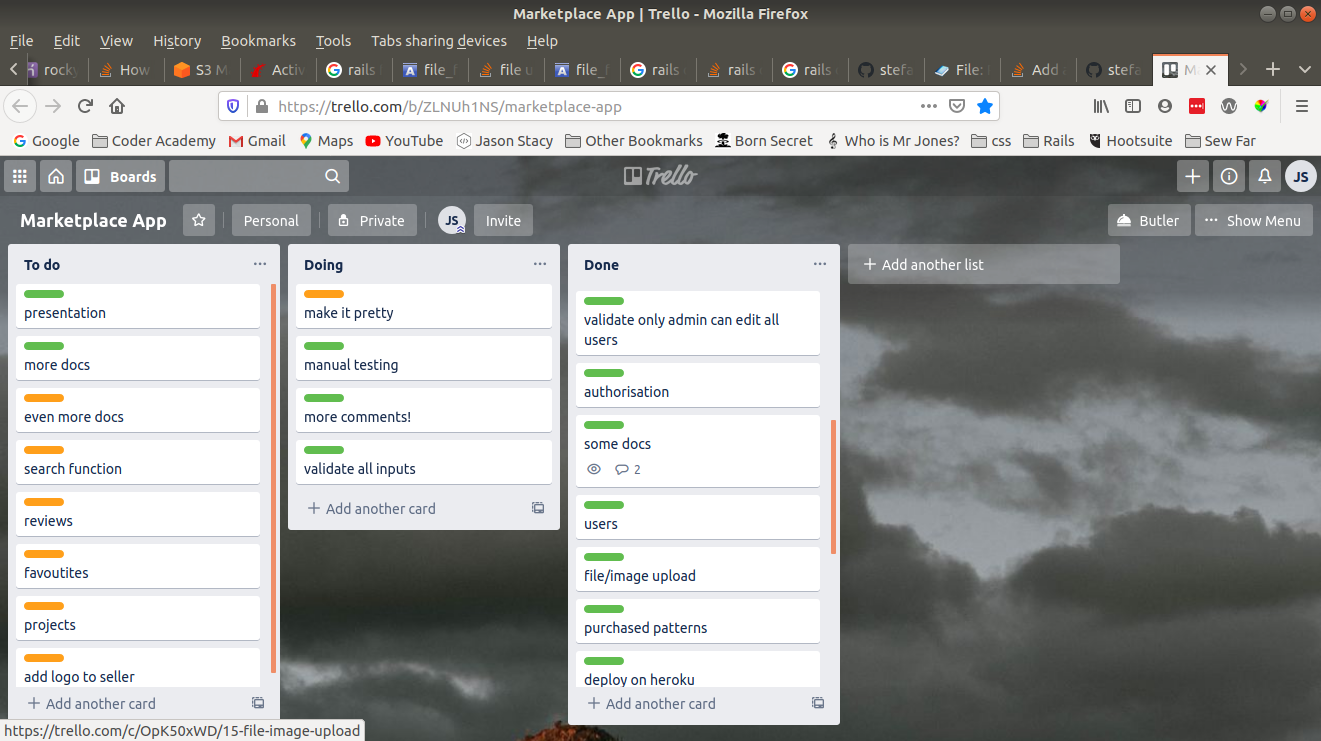 Marketplace App | Trello - Mozilla Firefox
File Edit View History Bookmarks Tools Tabs sharing devices Help
rocky How S3 M Activ rails file_f file u file_f rails rails rails stefa File: Add stefa M
https://trello.com/b/ZLNUh1NS/marketplace-app
Google Coder Academy Gmail Maps YouTube Jason Stacy Other Bookmarks Born Secret Who is Mr Jones? css Rails Hootsuite Sew Far
Boards Trello JS
Marketplace App Personal Private JS Invite Butler Show Menu
To do
presentation
more docs
even more docs
search function
reviews
favoutites
projects
add logo to seller
+ Add another card
Doing
make it pretty
manual testing
more comments!
validate all inputs
+ Add another card
Done
validate only admin can edit all
users
authorisation
some docs
2
users
file/image upload
purchased patterns
deploy on heroku
+ Add another card
+ Add another list
https://trello.com/c/OpK50xWD/15-file-image-upload